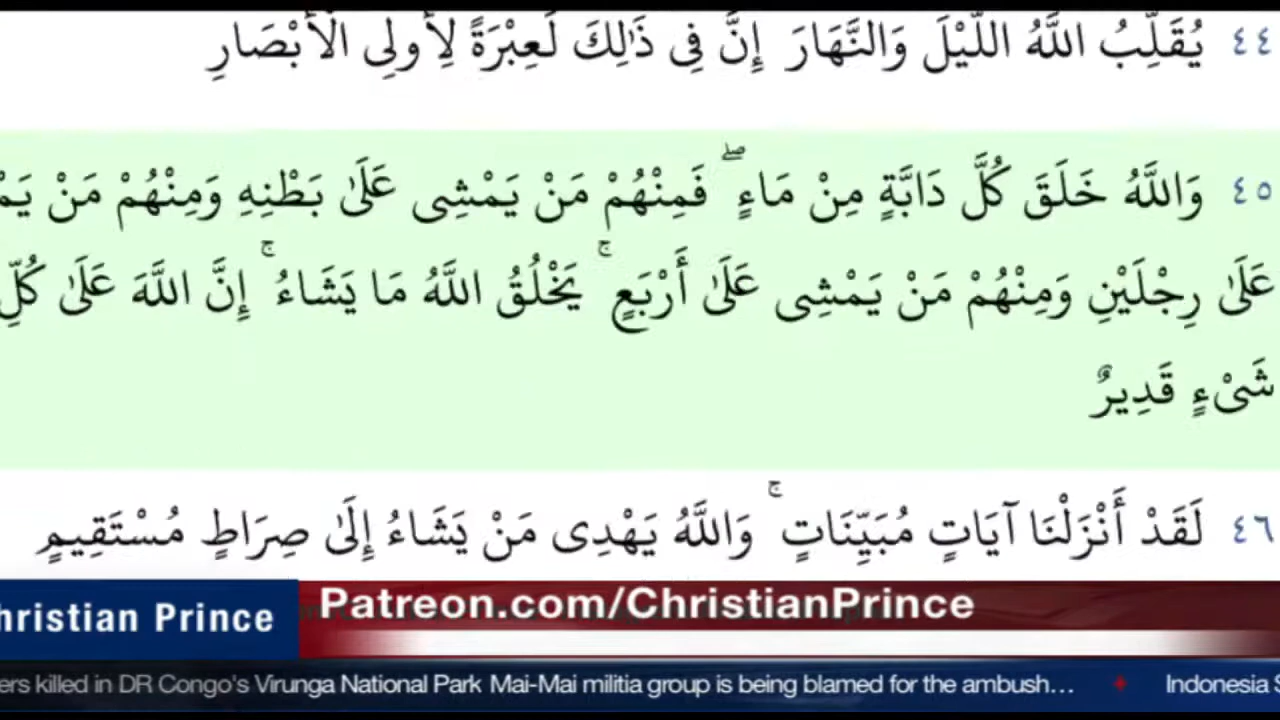 ٤٤ يُقَلِّبُ اللَّهُ اللَّيْلَ وَالنَّهَارَ إِنَّ فِى ذَٰلِكَ لَعِبْرَةً لِأُولِى الْأَبْصَارِ
٤٥ وَاللَّهُ خَلَقَ كُلَّ دَابَّةٍ مِنْ مَاءٍ ۖ فَمِنْهُمْ مَنْ يَمْشِى عَلَىٰ بَطْنِهِ وَمِنْهُمْ مَنْ
عَلَىٰ رِجْلَيْنِ وَمِنْهُمْ مَنْ يَمْشِى عَلَىٰ أَرْبَعٍ ۚ يَخْلُقُ اللَّهُ مَا يَشَاءُ ۚ إِنَّ اللَّهَ عَلَىٰ كُلِّ
شَىْءٍ قَدِيرٌ
٤٦ لَقَدْ أَنْزَلْنَا آيَاتٍ مُبَيِّنَاتٍ ۚ وَاللَّهُ يَهْدِى مَنْ يَشَاءُ إِلَىٰ صِرَاطٍ مُسْتَقِيمٍ
hristian Prince
Patreon.com/ChristianPrince
ers killed in DR Congo's Virunga National Park Mai-Mai militia group is being blamed for the ambush... Indonesia S